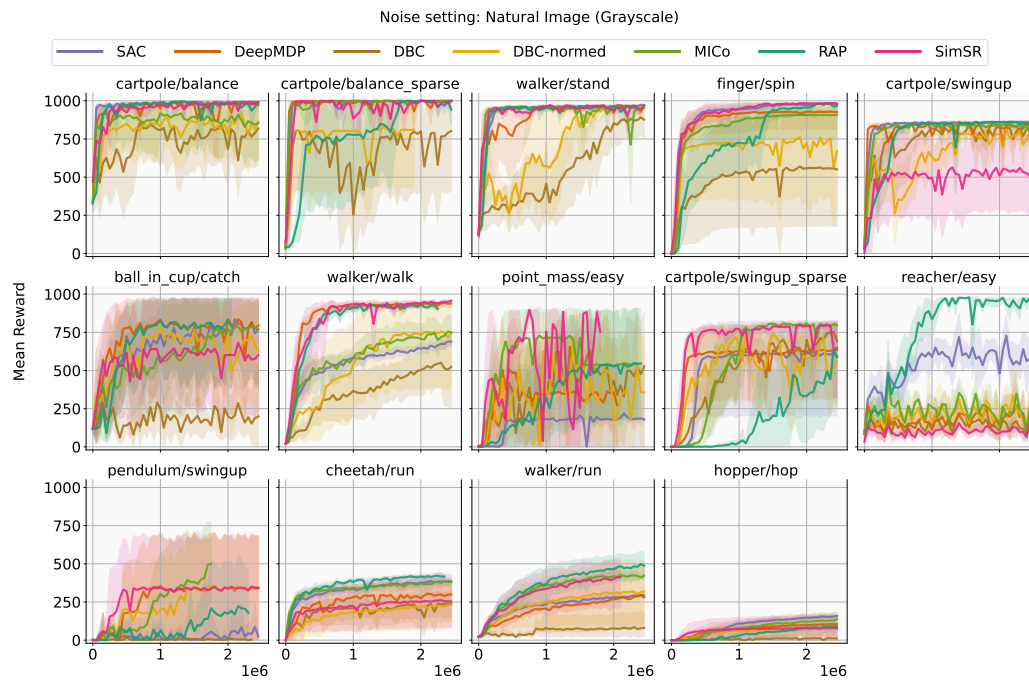 Noise setting: Natural Image (Grayscale)
SAC DeepMDP DBC DBC-normed MICo RAP SimSR
cartpole/balance cartpole/balance_sparse walker/stand finger/spin cartpole/swingup
1000
750
500
250
0
ball_in_cup/catch walker/walk point_mass/easy cartpole/swingup_sparse reacher/easy
1000
750
500
250
0
Mean Reward
pendulum/swingup cheetah/run walker/run hopper/hop
1000
750
500
250
0
0 1 2 0 1 2 0 1 2 0 1 2
1e6 1e6 1e6 1e6